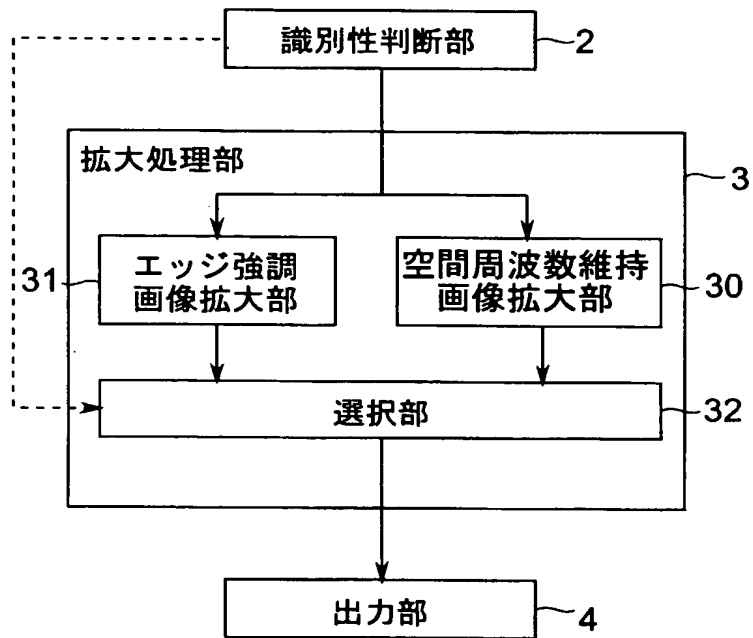 識別性判断部
2
拡大処理部
3
エッジ強調
画像拡大部
31
空間周波数維持
画像拡大部
30
選択部
32
出力部
4